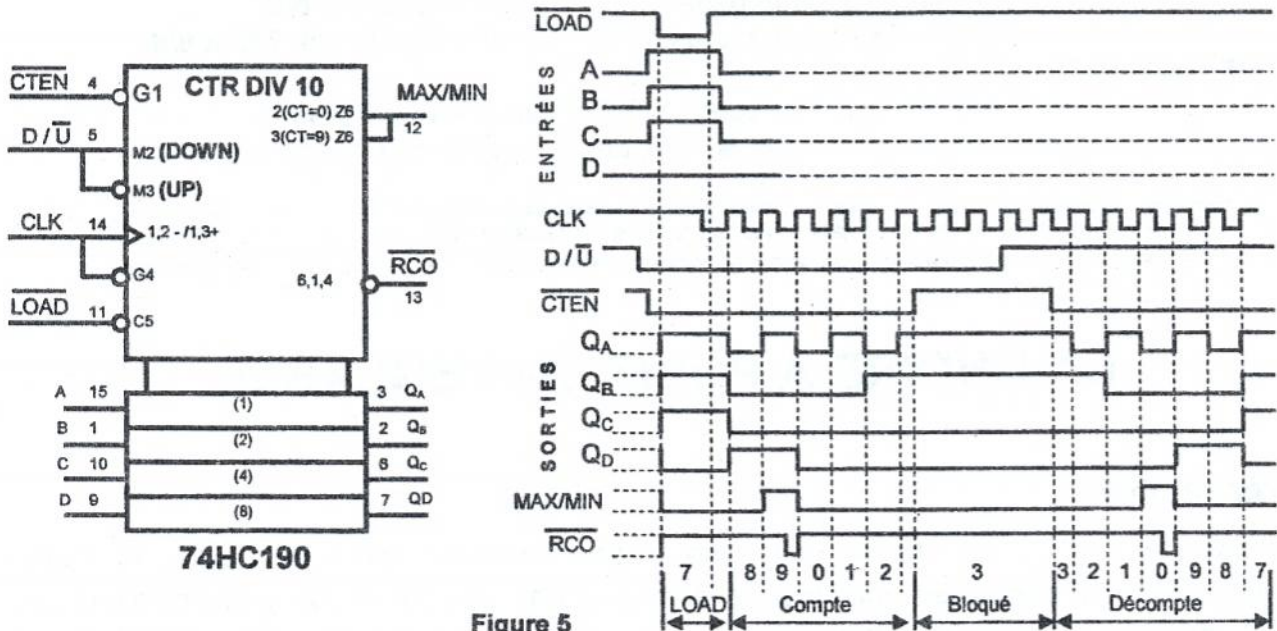 CTR DIV 10
CTEN 4 G1
2(CT=0) Z6 MAX/MIN
3(CT=9) Z6 12
D / U 5 M2 (DOWN)
M3 (UP)
CLK 14 1,2 - /1,3+
G4
6,1,4 RCO
13
LOAD 11 C5
A 15 (1) 3 QA
B 1 (2) 2 QB
C 10 (4) 6 QC
D 9 (8) 7 QD
74HC190
Figure 5
ENTRÉES
LOAD
A
B
C
D
CLK
D / U
CTEN
SORTIES
QA
QB
QC
QD
MAX/MIN
RCO
7 8 9 0 1 2 3 3 2 1 0 9 8 7
LOAD Compte Bloqué Décompte